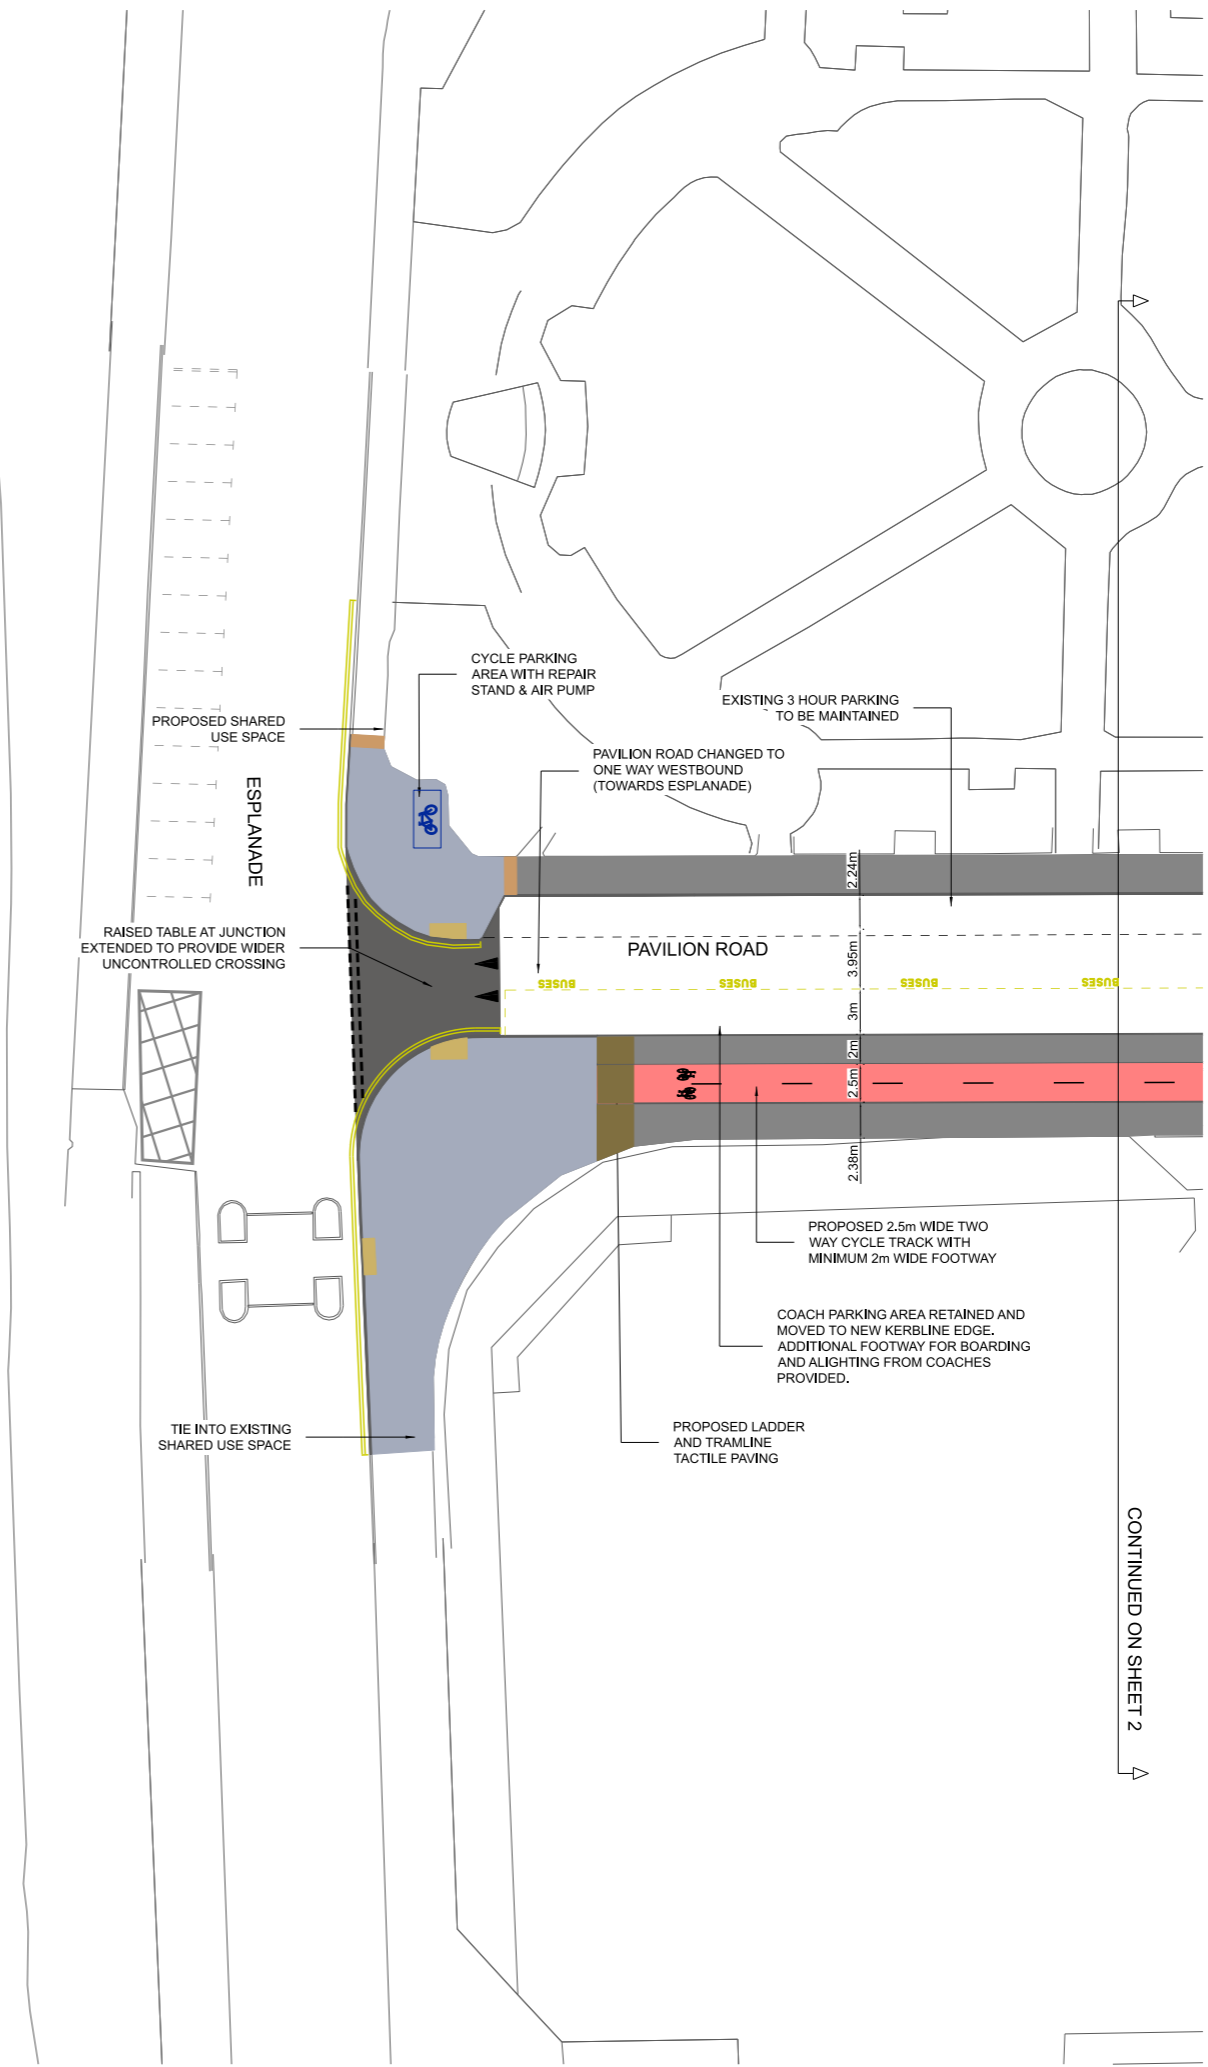 CYCLE PARKING
AREA WITH REPAIR
STAND & AIR PUMP
EXISTING 3 HOUR PARKING
TO BE MAINTAINED
PROPOSED SHARED
USE SPACE
PAVILION ROAD CHANGED TO
ONE WAY WESTBOUND
(TOWARDS ESPLANADE)
ESPLANADE
2.24m
RAISED TABLE AT JUNCTION
EXTENDED TO PROVIDE WIDER
UNCONTROLLED CROSSING
PAVILION ROAD
3.95m
BUSES
BUSES
BUSES
BUSES
3m
2m
2.5m
2.38m
PROPOSED 2.5m WIDE TWO
WAY CYCLE TRACK WITH
MINIMUM 2m WIDE FOOTWAY
COACH PARKING AREA RETAINED AND
MOVED TO NEW KERBLINE EDGE.
ADDITIONAL FOOTWAY FOR BOARDING
AND ALIGHTING FROM COACHES
PROVIDED.
TIE INTO EXISTING
SHARED USE SPACE
PROPOSED LADDER
AND TRAMLINE
TACTILE PAVING
CONTINUED ON SHEET 2